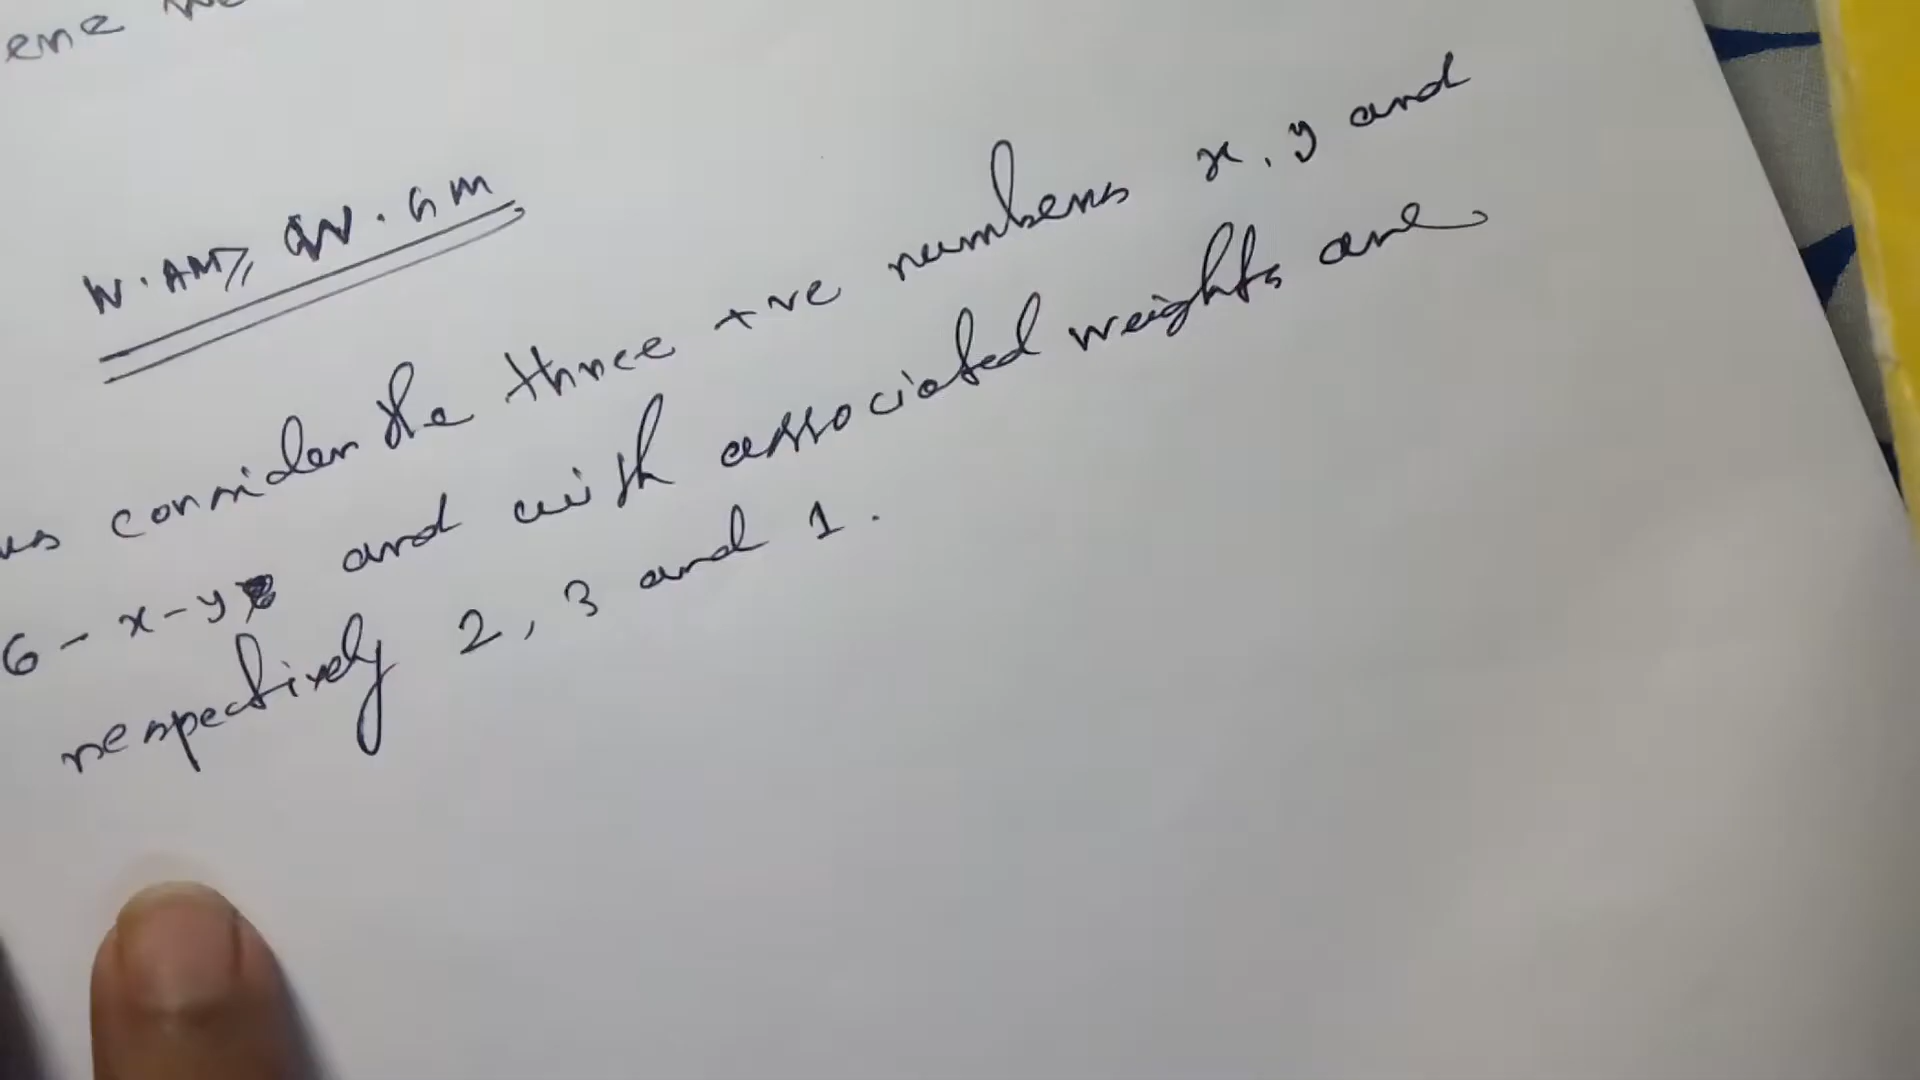 W. AM ≥ W. GM
consider the three +ve numbers x, y and
6 - x - y and with associated weights are
respectively 2, 3 and 1.